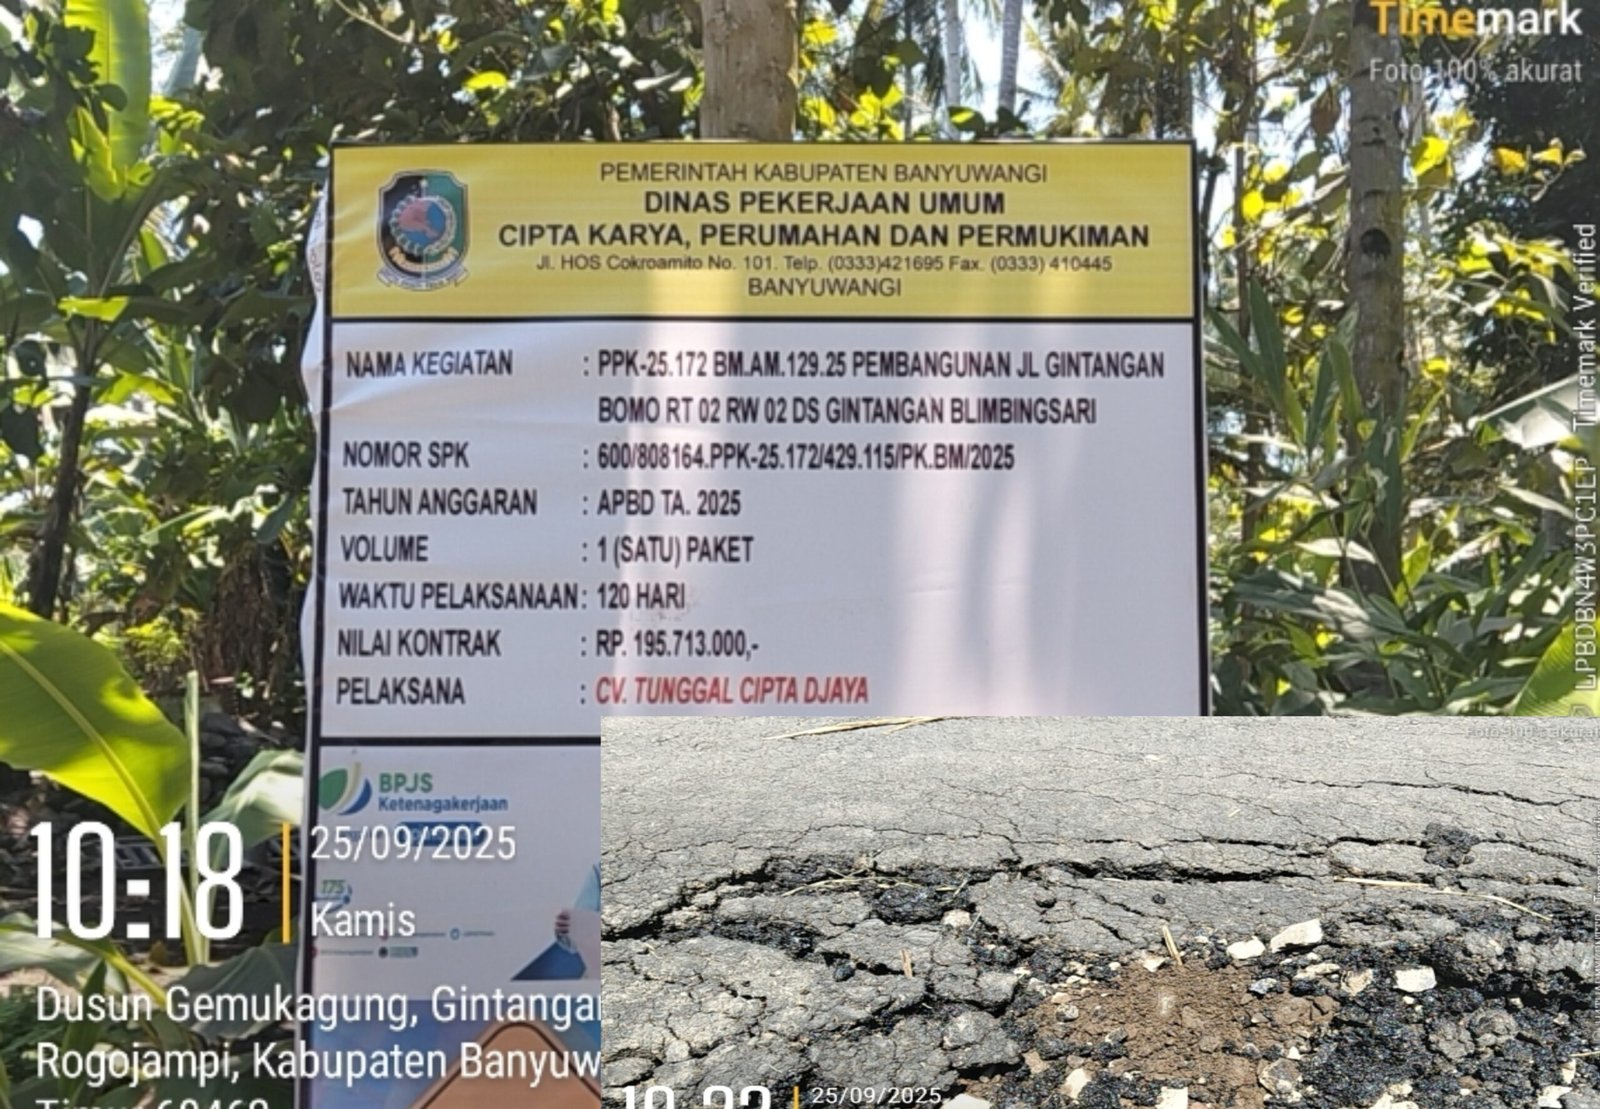 Timemark
Foto 100% akurat
PEMERINTAH KABUPATEN BANYUWANGI
DINAS PEKERJAAN UMUM
CIPTA KARYA, PERUMAHAN DAN PERMUKIMAN
Jl. HOS Cokroamito No. 101. Telp. (0333)421695 Fax. (0333) 410445
BANYUWANGI
NAMA KEGIATAN : PPK-25.172 BM.AM.129.25 PEMBANGUNAN JL GINTANGAN
BOMO RT 02 RW 02 DS GINTANGAN BLIMBINGSARI
NOMOR SPK : 600/808164.PPK-25.172/429.115/PK.BM/2025
TAHUN ANGGARAN : APBD TA. 2025
VOLUME : 1 (SATU) PAKET
WAKTU PELAKSANAAN : 120 HARI
NILAI KONTRAK : RP. 195.713.000,-
PELAKSANA : CV. TUNGGAL CIPTA DJAYA
BPJS
Ketenagakerjaan
175
10:18
25/09/2025
Kamis
Dusun Gemukagung, Gintangan
Rogojampi, Kabupaten Banyuw
LPBDBN4W3PC1EP Timemark Verified
Foto 100% akurat
25/09/2025